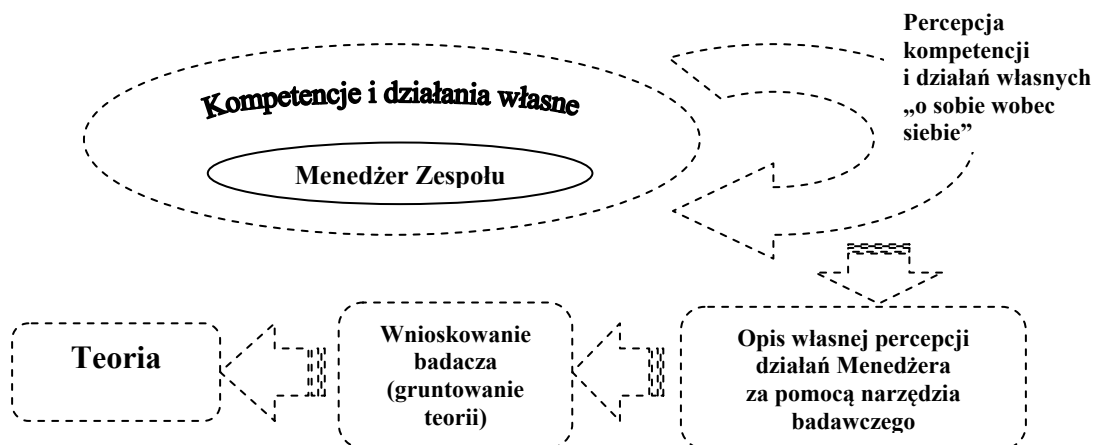 Percepcja
kompetencji
i działań własnych
„o sobie wobec
siebie”
Kompetencje i działania własne
Menedżer Zespołu
Teoria
Wnioskowanie
badacza
(gruntowanie
teorii)
Opis własnej percepcji
działań Menedżera
za pomocą narzędzia
badawczego